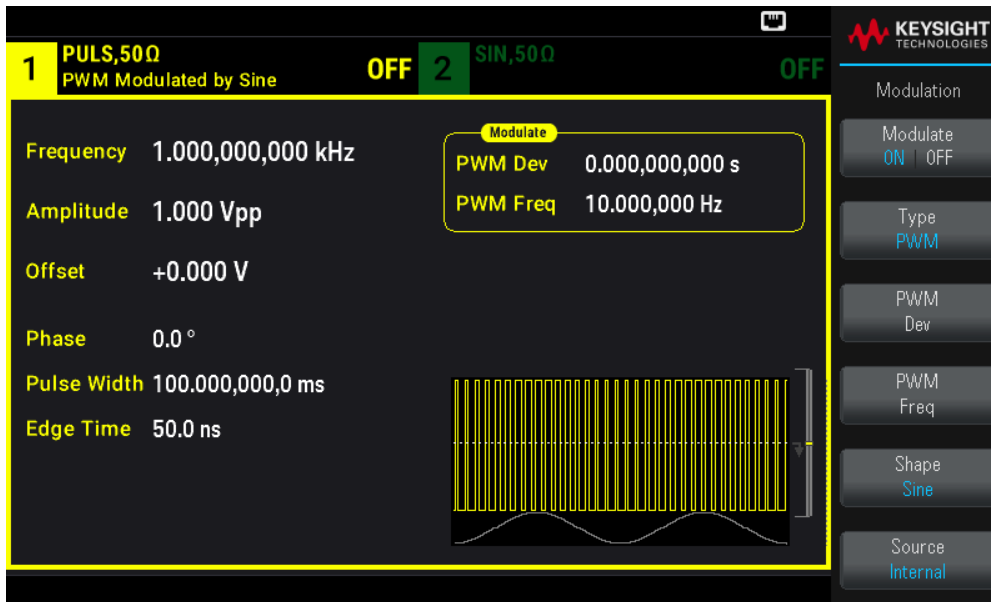 KEYSIGHT
TECHNOLOGIES
1 PULS,50Ω OFF
PWM Modulated by Sine
2 SIN,50Ω OFF
Modulation
Frequency 1.000,000,000 kHz
Amplitude 1.000 Vpp
Offset +0.000 V
Phase 0.0 °
Pulse Width 100.000,000,0 ms
Edge Time 50.0 ns
Modulate
PWM Dev 0.000,000,000 s
PWM Freq 10.000,000 Hz
Modulate
ON | OFF
Type
PWM
PWM
Dev
PWM
Freq
Shape
Sine
Source
Internal